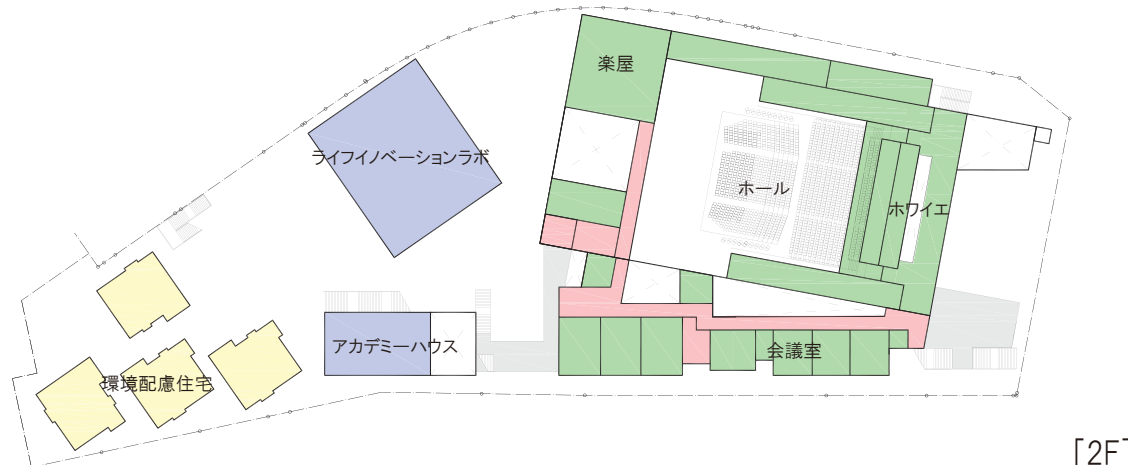 楽屋
ライフイノベーションラボ
ホール
ホワイエ
アカデミーハウス
会議室
環境配慮住宅
[2F